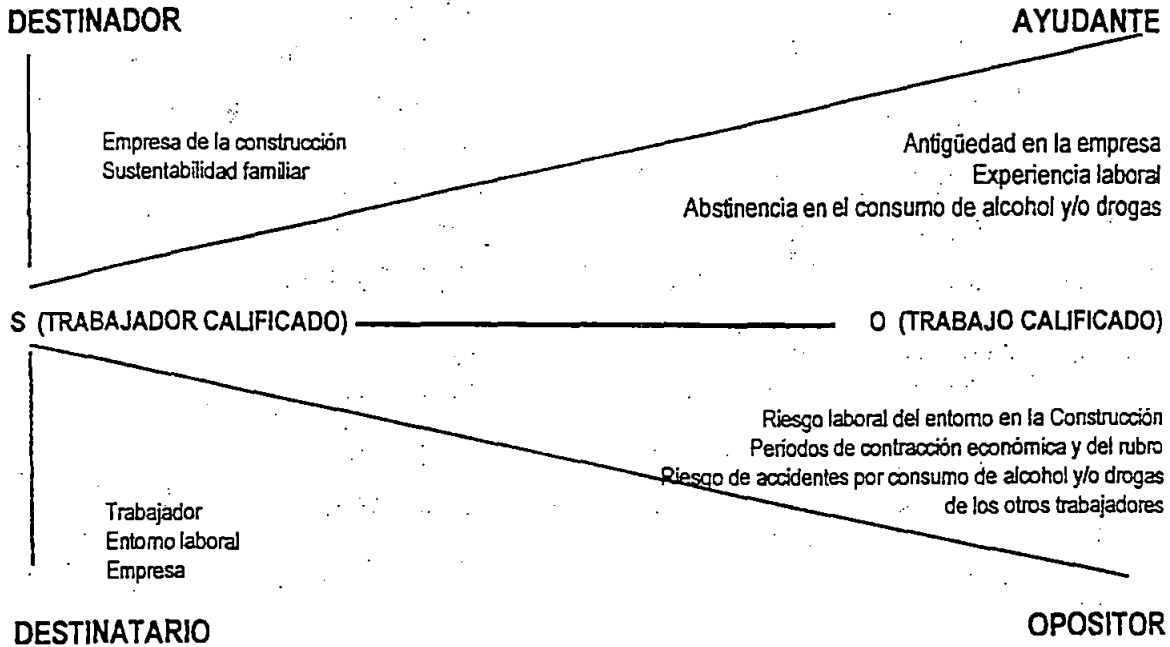 DESTINADOR
AYUDANTE
Empresa de la construcción
Sustentabilidad familiar
Antigüedad en la empresa
Experiencia laboral
Abstinencia en el consumo de alcohol y/o drogas
S (TRABAJADOR CALIFICADO)
O (TRABAJO CALIFICADO)
Riesgo laboral del entorno en la Construcción
Períodos de contracción económica y del rubro
Riesgo de accidentes por consumo de alcohol y/o drogas
de los otros trabajadores
Trabajador
Entorno laboral
Empresa
DESTINATARIO
OPOSITOR